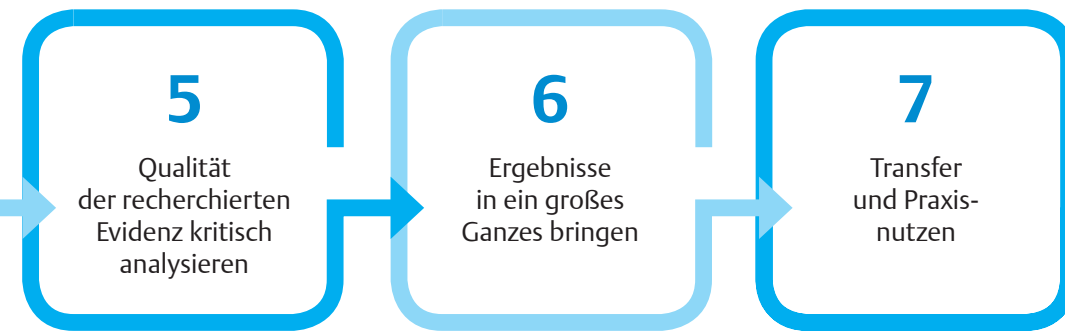 5
Qualität
der recherchierten
Evidenz kritisch
analysieren
6
Ergebnisse
in ein großes
Ganzes bringen
7
Transfer
und Praxis-
nutzen